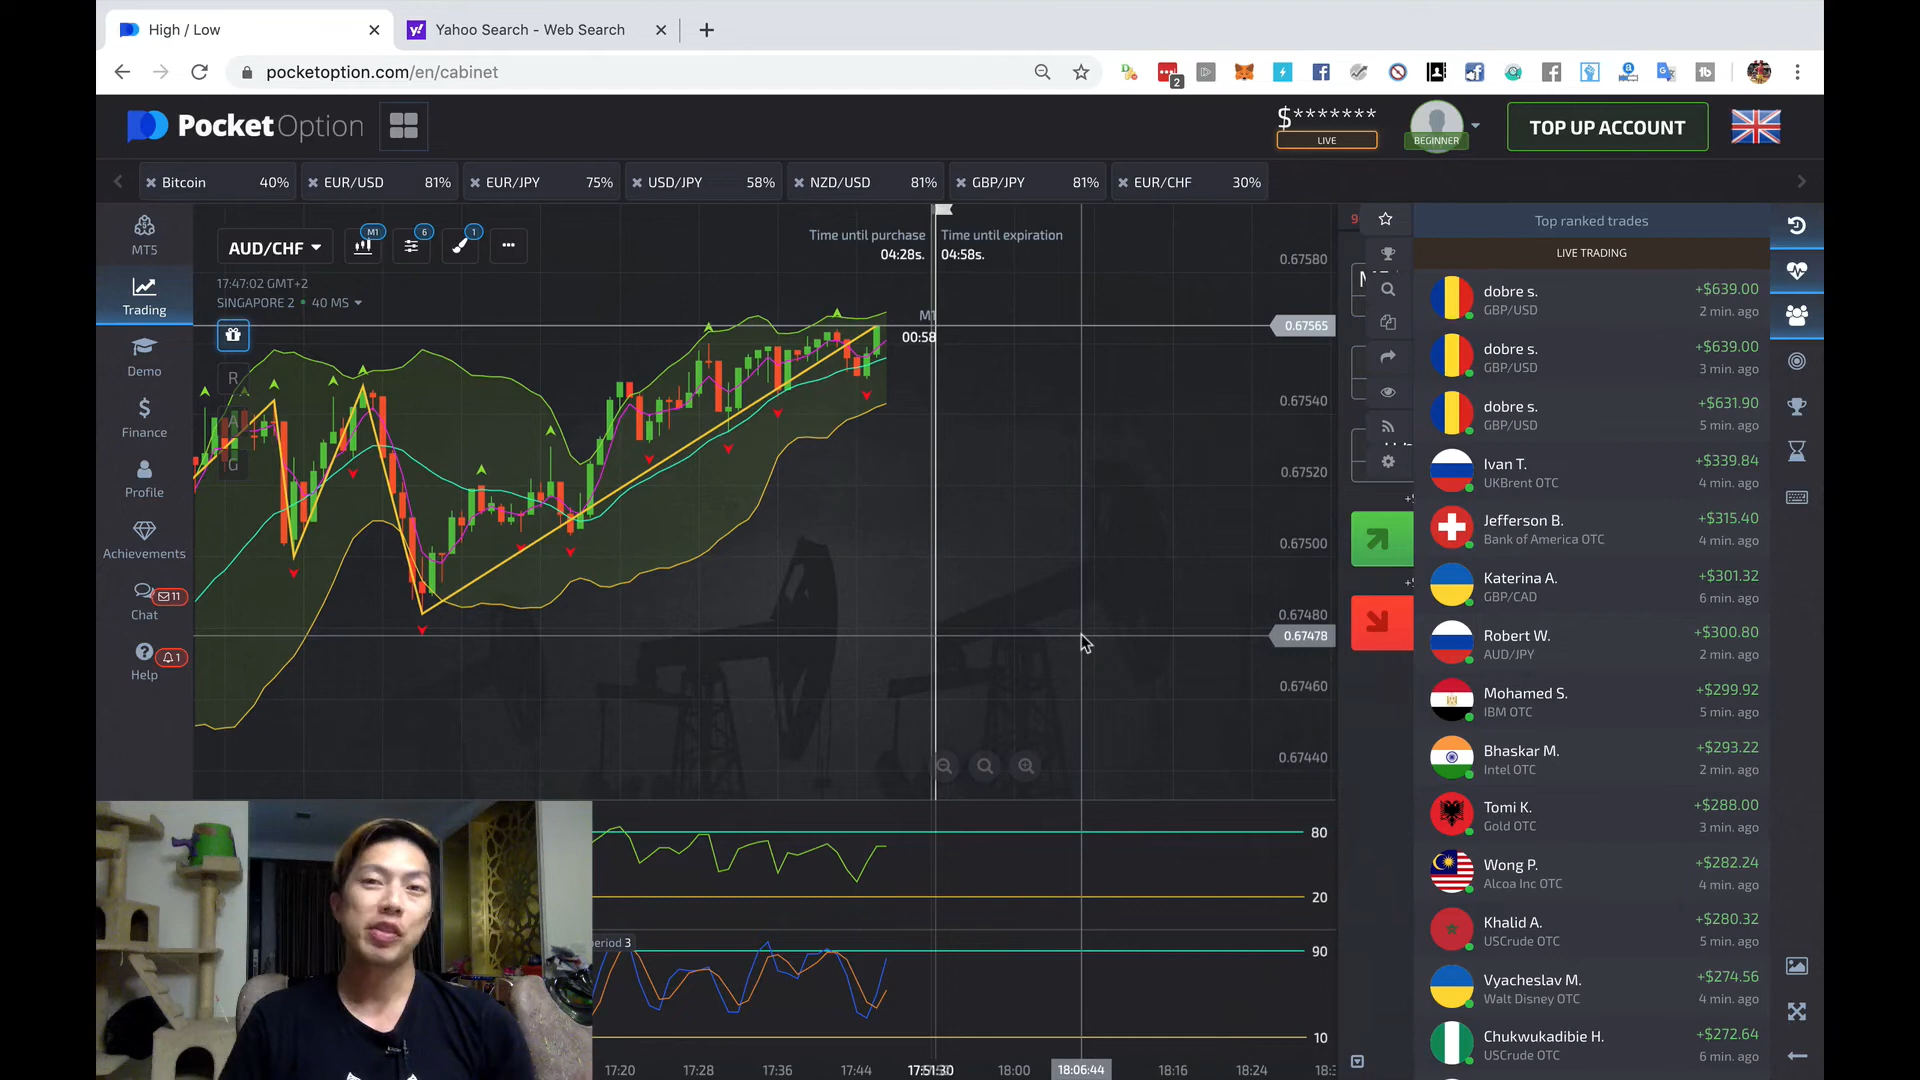 High / Low
Yahoo Search - Web Search
pocketoption.com/en/cabinet
2
PocketOption
$*******
LIVE
BEGINNER
TOP UP ACCOUNT
Bitcoin 40%
EUR/USD 81%
EUR/JPY 75%
USD/JPY 58%
NZD/USD 81%
GBP/JPY 81%
EUR/CHF 30%
MT5
Trading
Demo
Finance
Profile
Achievements
Chat
11
Help
1
AUD/CHF
M1
6
1
17:47:02 GMT+2
SINGAPORE 2 • 40 MS
R
A
G
Time until purchase
04:28s.
Time until expiration
04:58s.
00:58
0.67580
0.67565
0.67540
0.67520
0.67500
0.67480
0.67478
0.67460
0.67440
80
20
period 3
90
10
17:20
17:28
17:36
17:44
17:51:30
18:00
18:06:44
18:16
18:24
Top ranked trades
LIVE TRADING
dobre s. +$639.00
GBP/USD 2 min. ago
dobre s. +$639.00
GBP/USD 3 min. ago
dobre s. +$631.90
GBP/USD 5 min. ago
Ivan T. +$339.84
UKBrent OTC 4 min. ago
Jefferson B. +$315.40
Bank of America OTC 4 min. ago
Katerina A. +$301.32
GBP/CAD 6 min. ago
Robert W. +$300.80
AUD/JPY 2 min. ago
Mohamed S. +$299.92
IBM OTC 5 min. ago
Bhaskar M. +$293.22
Intel OTC 2 min. ago
Tomi K. +$288.00
Gold OTC 3 min. ago
Wong P. +$282.24
Alcoa Inc OTC 4 min. ago
Khalid A. +$280.32
USCrude OTC 5 min. ago
Vyacheslav M. +$274.56
Walt Disney OTC 4 min. ago
Chukwukadibie H. +$272.64
USCrude OTC 6 min. ago